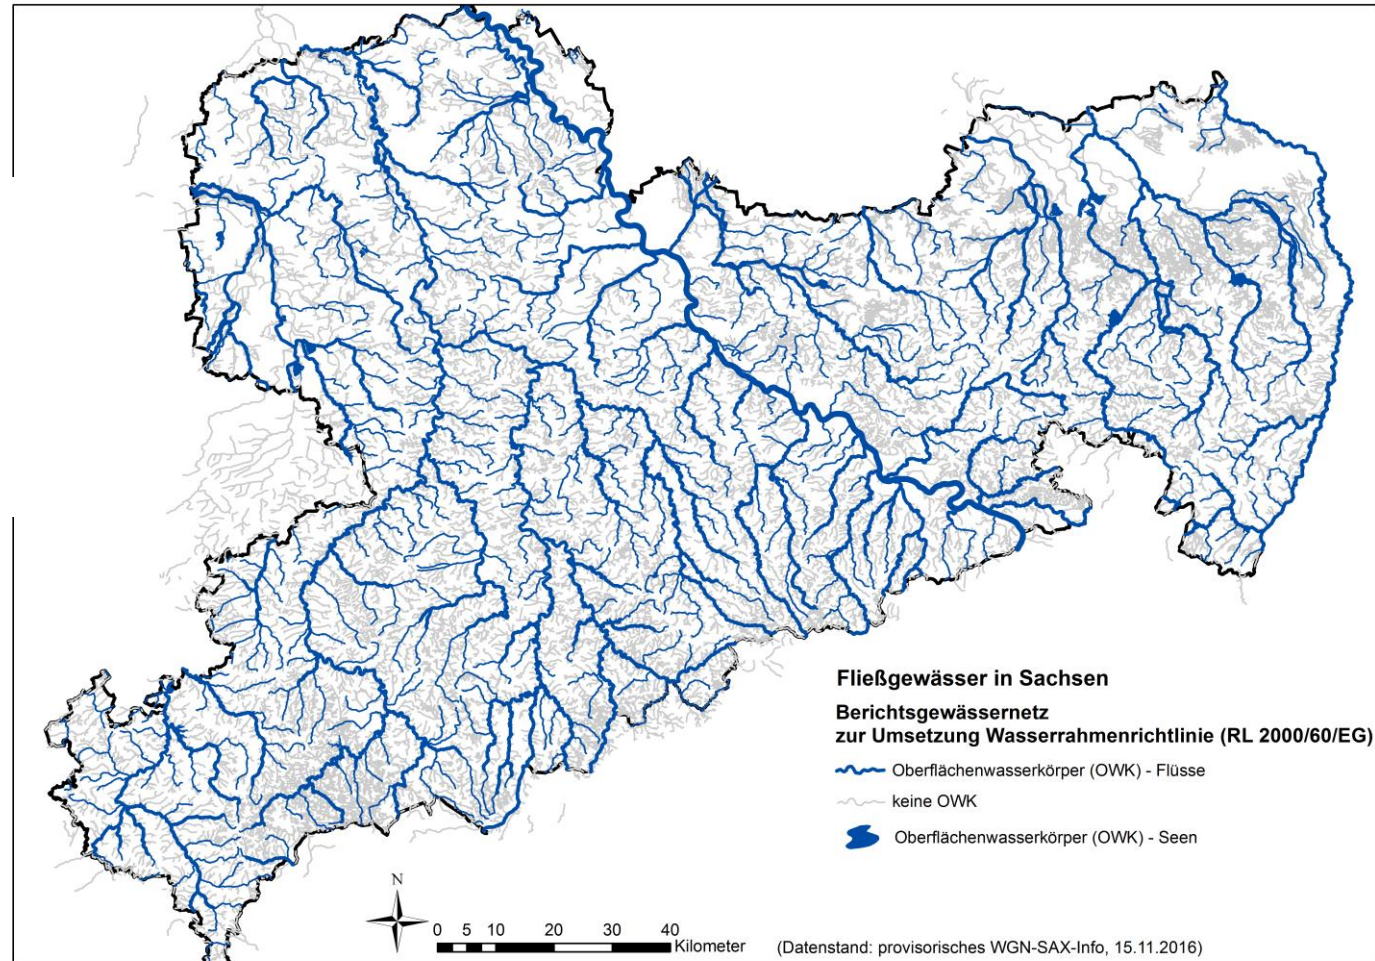 Fließgewässer in Sachsen
Berichtsgewässernetz
zur Umsetzung Wasserrahmenrichtlinie (RL 2000/60/EG)
Oberflächenwasserkörper (OWK) - Flüsse
keine OWK
Oberflächenwasserkörper (OWK) - Seen
N
0 5 10 20 30 40
Kilometer
(Datenstand: provisorisches WGN-SAX-Info, 15.11.2016)